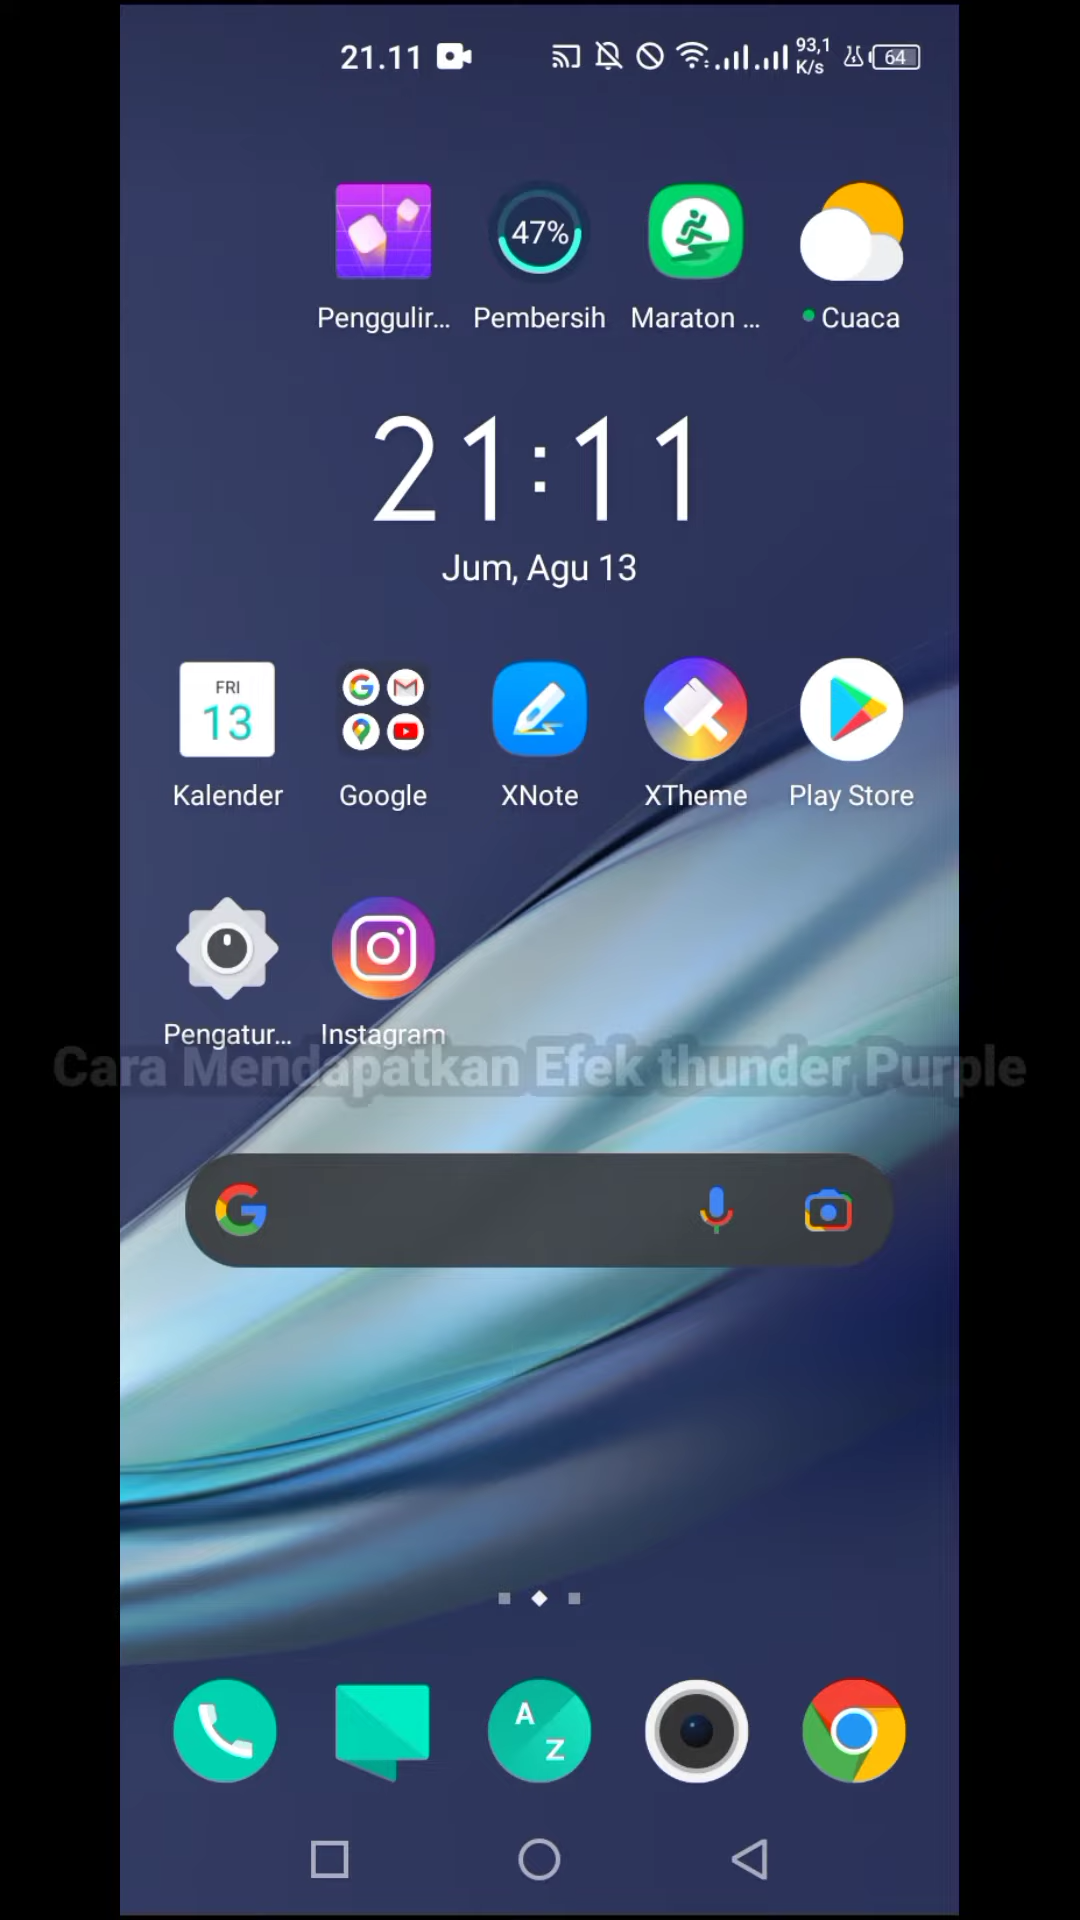 21.11
93,1
K/s
64
47%
Penggulir...
Pembersih
Maraton ...
Cuaca
21:11
Jum, Agu 13
FRI
13
Kalender
Google
XNote
XTheme
Play Store
Pengatur...
Instagram
Cara Mendapatkan Efek thunder Purple
A
Z